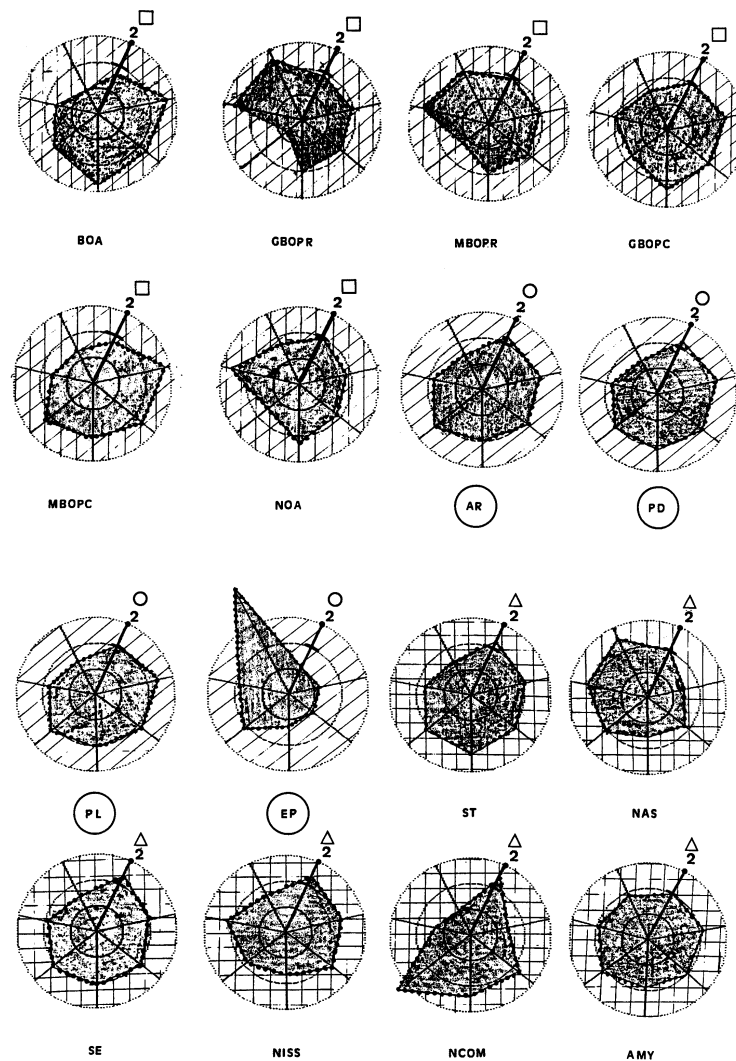 2 2 2 2
BOA GBOPR MBOPR GBOPC
2 2 2 2
MBOPC NOA AR PD
2 2 2 2
PL EP ST NAS
2 2 2 2
SE NISS NCOM AMY